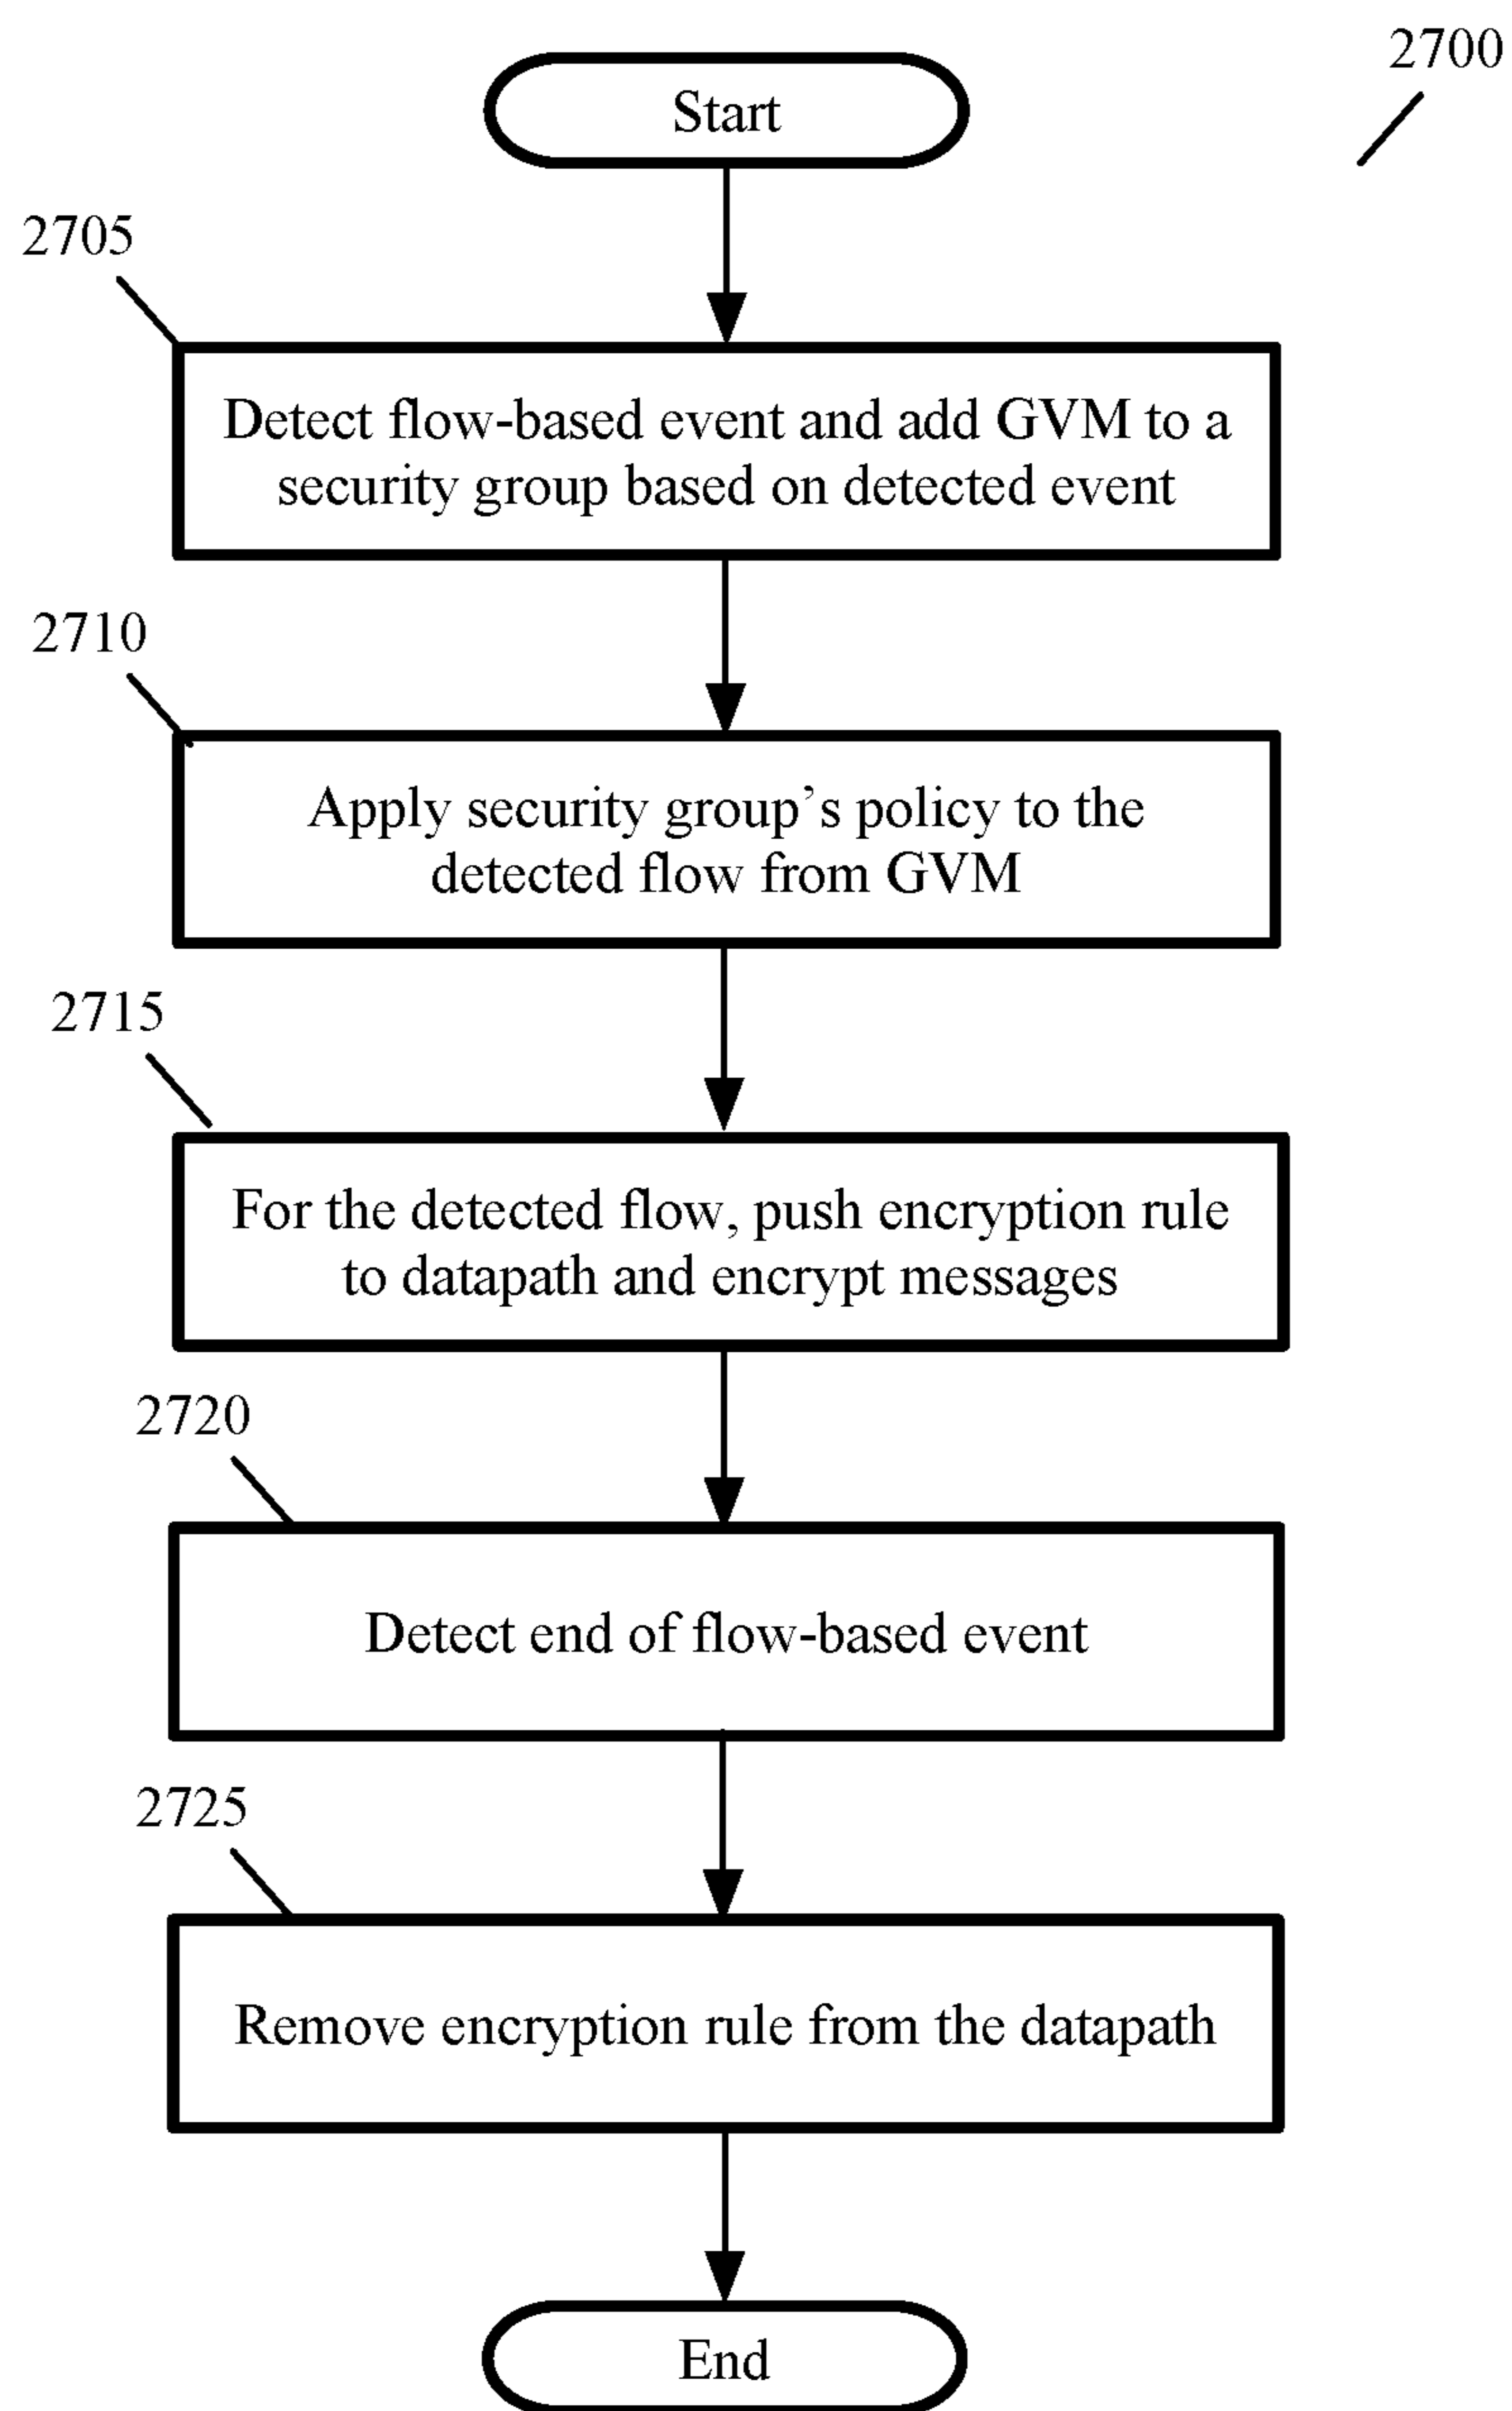 2700
Start
2705
Detect flow-based event and add GVM to a
security group based on detected event
2710
Apply security group’s policy to the
detected flow from GVM
2715
For the detected flow, push encryption rule
to datapath and encrypt messages
2720
Detect end of flow-based event
2725
Remove encryption rule from the datapath
End